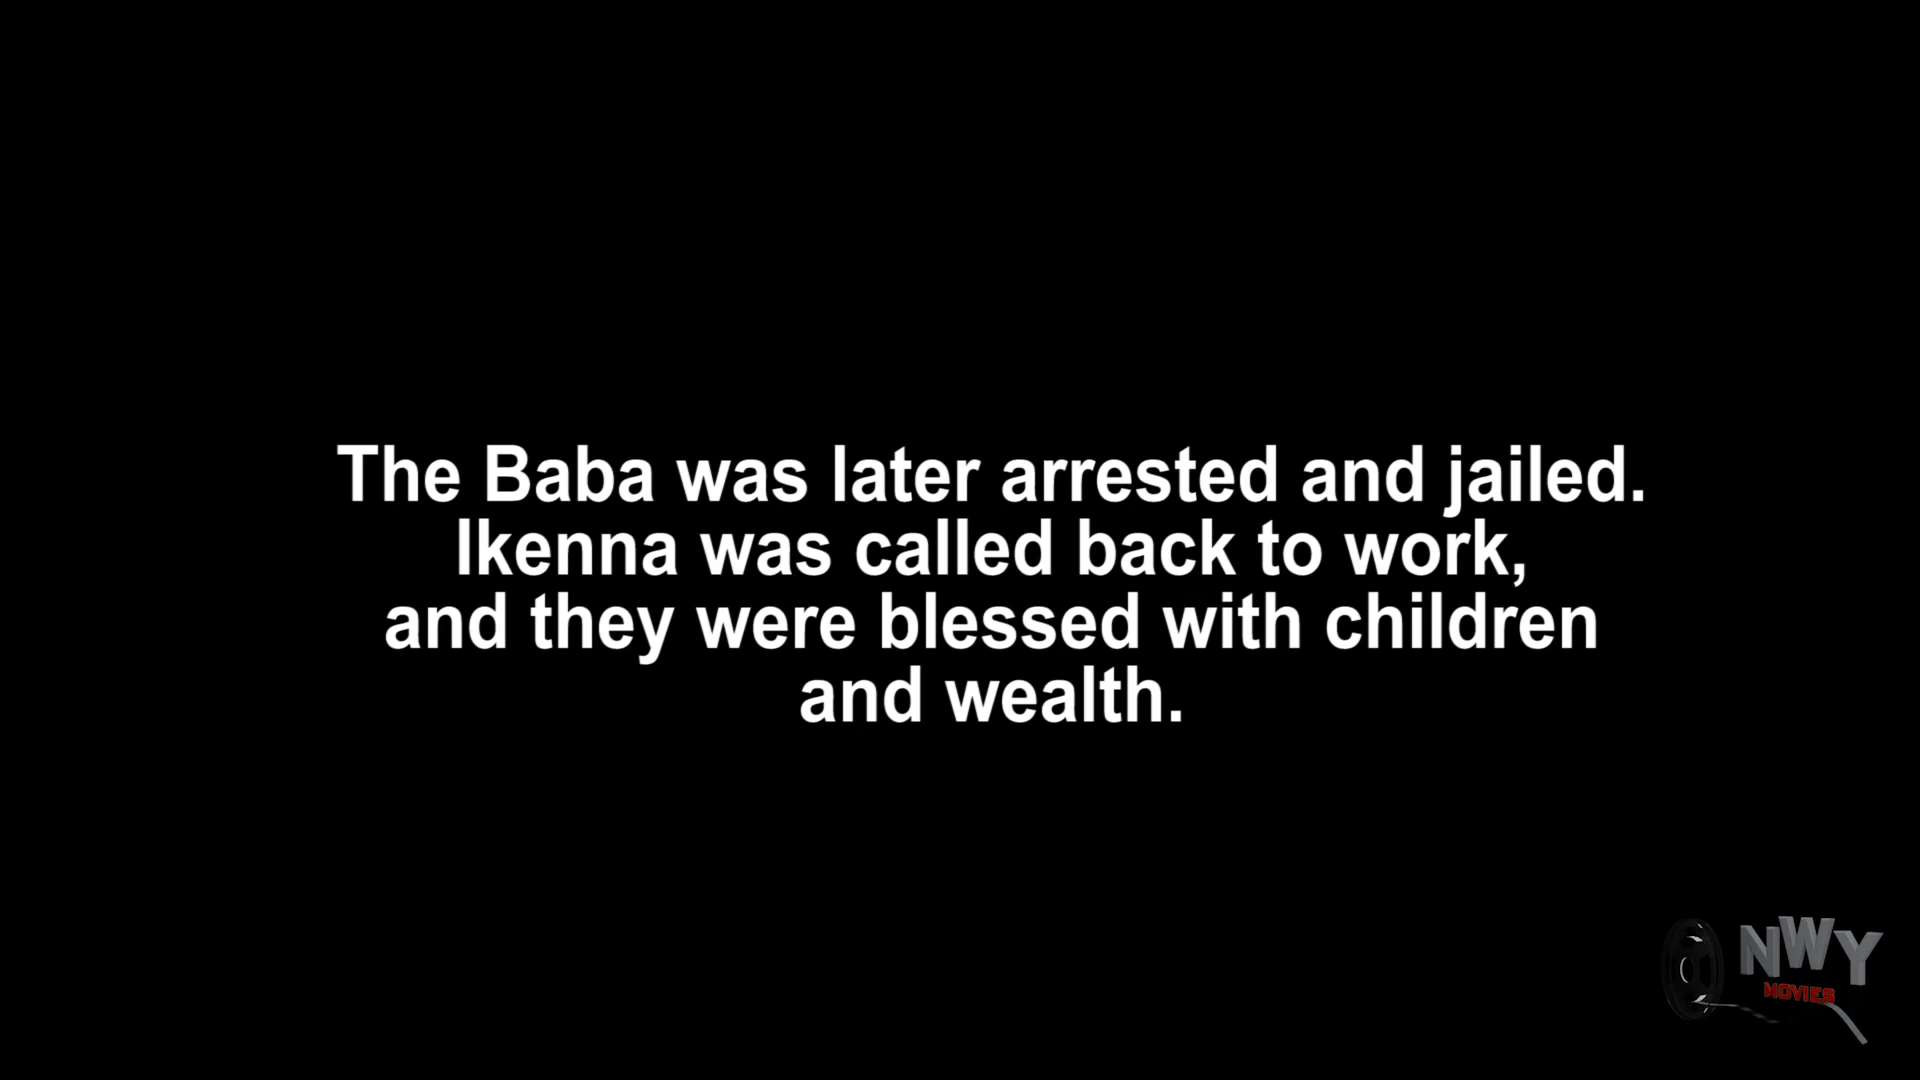 The Baba was later arrested and jailed.
Ikenna was called back to work,
and they were blessed with children
and wealth.
NWY
MOVIES